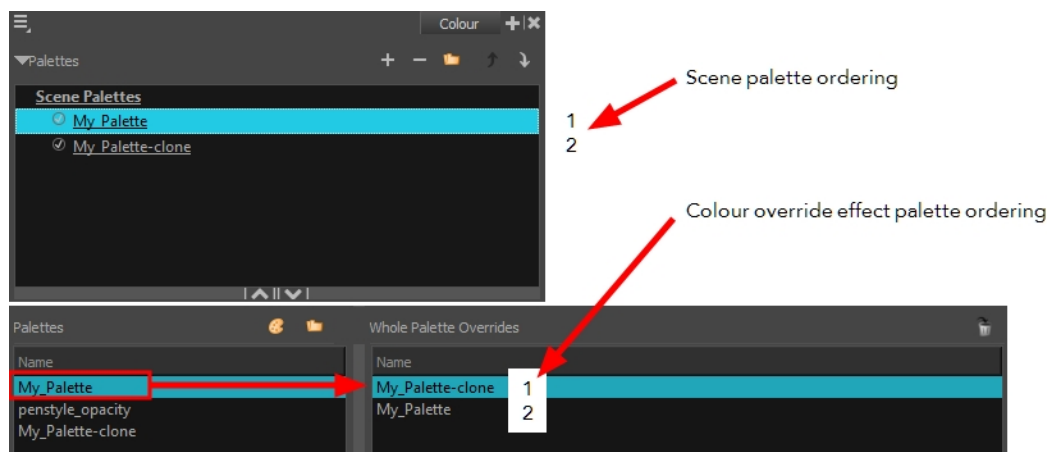 Colour
Palettes
Scene Palettes
My_Palette
My_Palette-clone
Scene palette ordering
1
2
Colour override effect palette ordering
Palettes
Name
My_Palette
penstyle_opacity
My_Palette-clone
Whole Palette Overrides
Name
My_Palette-clone 1
My_Palette 2